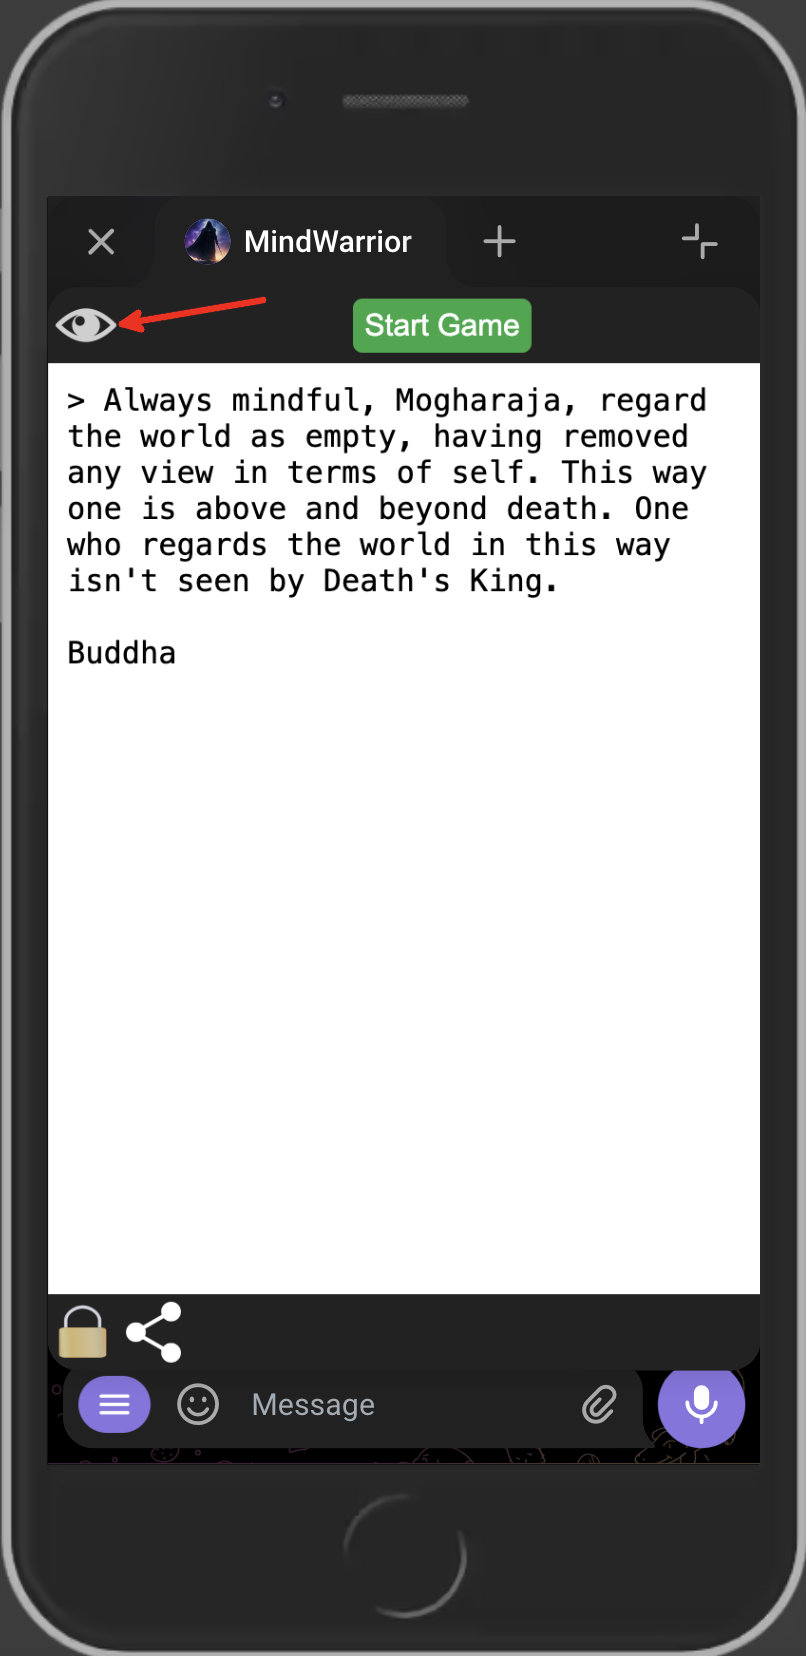 MindWarrior
Start Game
> Always mindful, Mogharaja, regard
the world as empty, having removed
any view in terms of self. This way
one is above and beyond death. One
who regards the world in this way
isn't seen by Death's King.
Buddha
Message